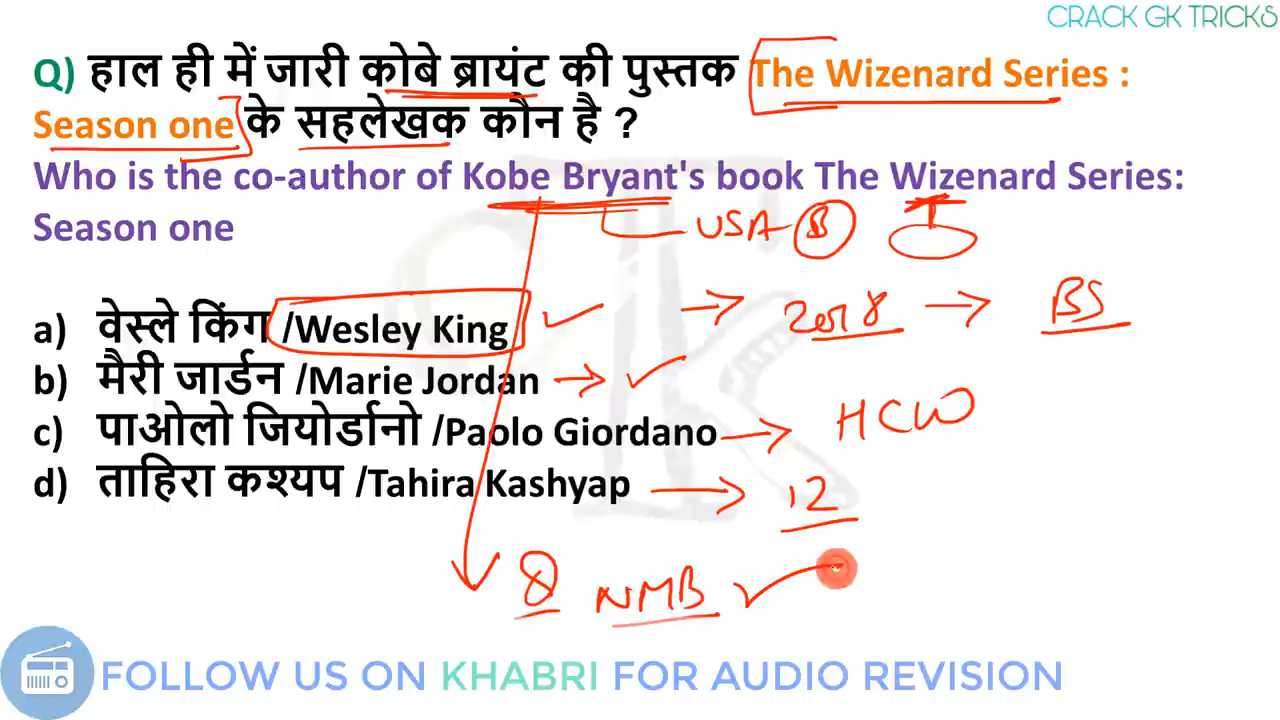 CRACK GK TRICKS
Q) हाल ही में जारी कोबे ब्रायंट की पुस्तक The Wizenard Series :
Season one के सहलेखक कौन है ?
Who is the co-author of Kobe Bryant's book The Wizenard Series:
Season one
USA B
a) वेस्ले किंग /Wesley King 2018 BS
b) मैरी जार्डन /Marie Jordan
c) पाओलो जियोर्डानो /Paolo Giordano HCW
d) ताहिरा कश्यप /Tahira Kashyap 12
8 NMB
FOLLOW US ON KHABRI FOR AUDIO REVISION